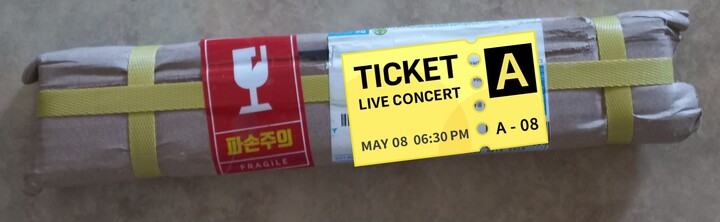 파손주의
FRAGILE
TICKET
LIVE CONCERT
MAY 08 06:30 PM
A
A - 08